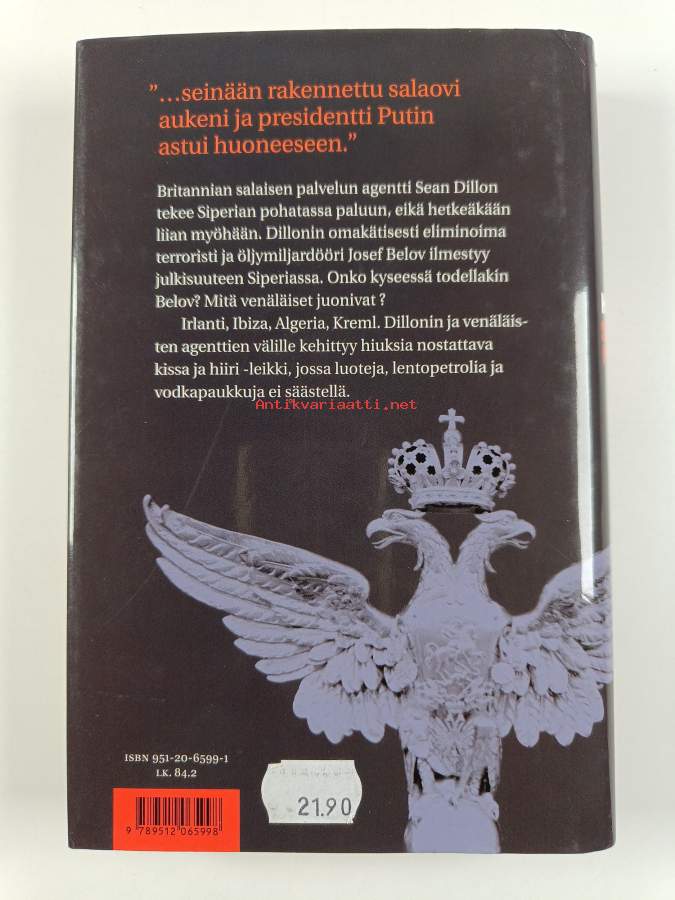 ”…seinään rakennettu salaovi
aukeni ja presidentti Putin
astui huoneeseen.”
Britannian salaisen palvelun agentti Sean Dillon
tekee Siperian pohatassa paluun, eikä hetkeäkään
liian myöhään. Dillonin omakätisesti eliminoima
terroristi ja öljymiljardööri Josef Belov ilmestyy
julkisuuteen Siperiassa. Onko kyseessä todellakin
Belov? Mitä venäläiset juonivat ?
Irlanti, Ibiza, Algeria, Kreml. Dillonin ja venäläis-
ten agenttien välille kehittyy hiuksia nostattava
kissa ja hiiri -leikki, jossa luoteja, lentopetrolia ja
vodkapaukkuja ei säästellä.
Antikvariaatti.net
ISBN 951-20-6599-1
LK. 84.2
21.90
9 789512 065998